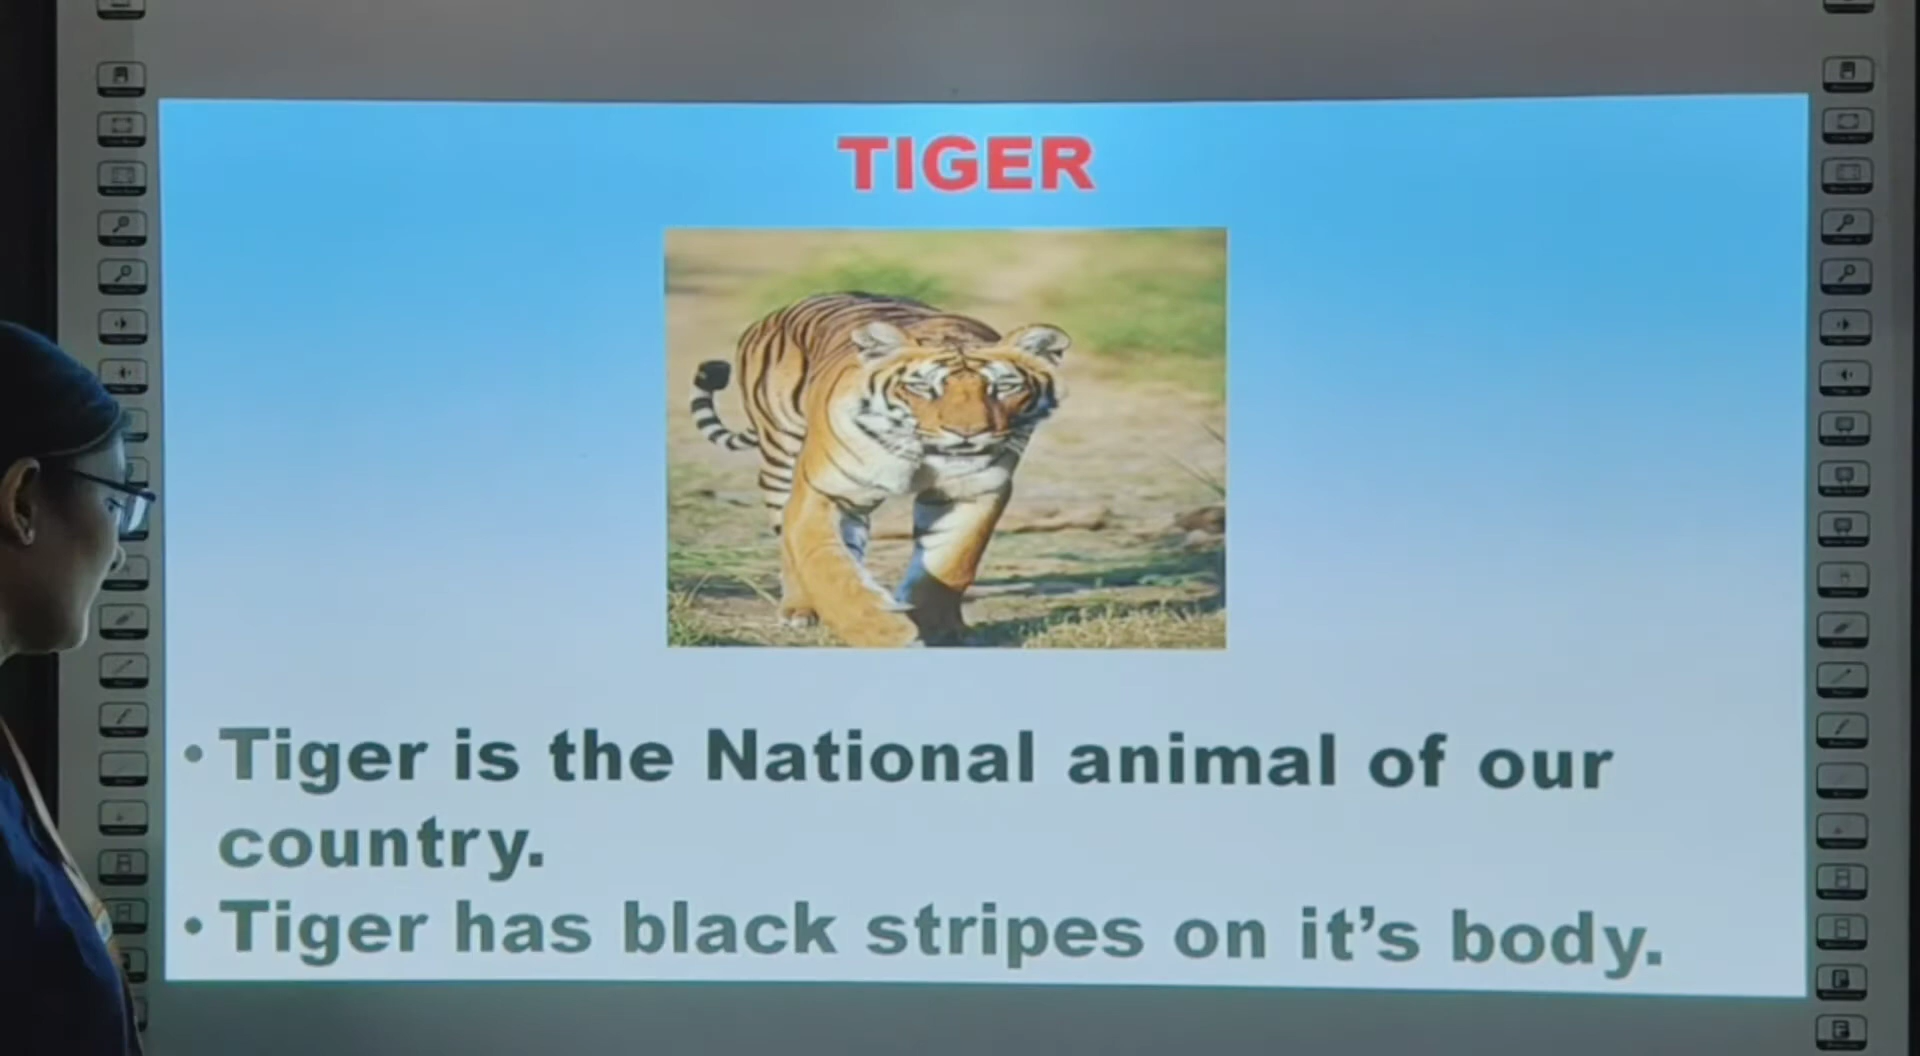 TIGER
• Tiger is the National animal of our
country.
• Tiger has black stripes on it’s body.